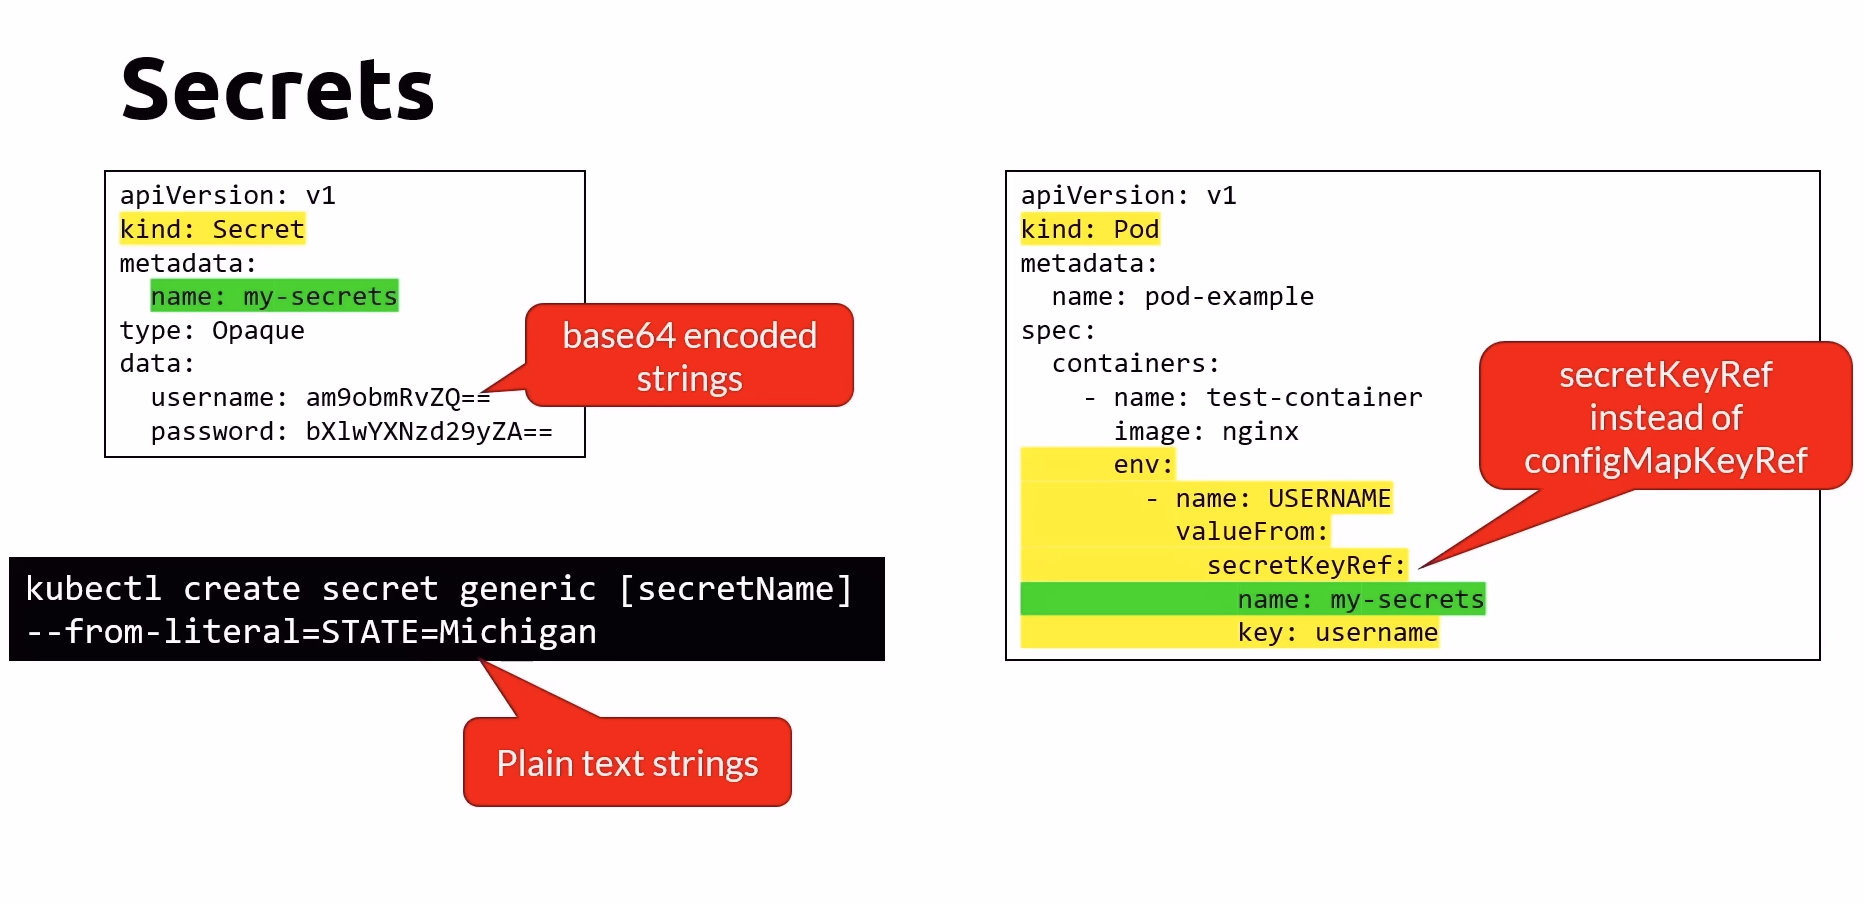 Secrets
apiVersion: v1
kind: Secret
metadata:
  name: my-secrets
type: Opaque
data:
  username: am9obmRvZQ==
  password: bXlwYXNzd29yZA==
base64 encoded
strings
kubectl create secret generic [secretName]
--from-literal=STATE=Michigan
Plain text strings
apiVersion: v1
kind: Pod
metadata:
  name: pod-example
spec:
  containers:
    - name: test-container
      image: nginx
      env:
        - name: USERNAME
          valueFrom:
            secretKeyRef:
              name: my-secrets
              key: username
secretKeyRef
instead of
configMapKeyRef